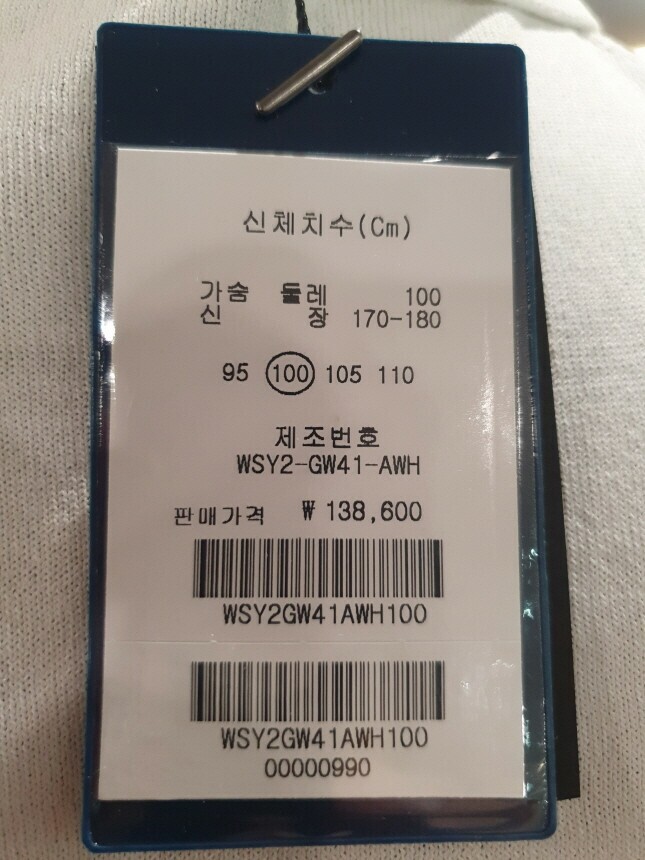 신체치수(Cm)
가슴 둘레 100
신 장 170-180
95 100 105 110
제조번호
WSY2-GW41-AWH
판매가격 ₩ 138,600
WSY2GW41AWH100
WSY2GW41AWH100
00000990